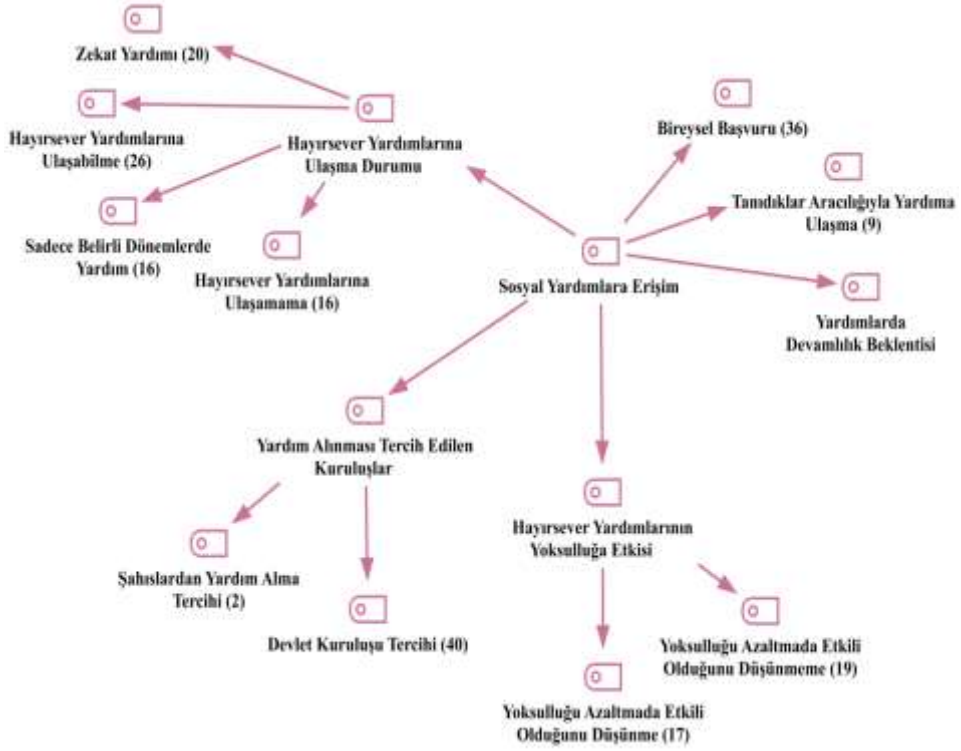 Zekat Yardımı (20)
Hayırsever Yardımlarına
Ulaşabilme (26)
Hayırsever Yardımlarına
Ulaşma Durumu
Sadece Belirli Dönemlerde
Yardım (16)
Hayırsever Yardımlarına
Ulaşamama (16)
Bireysel Başvuru (36)
Tanıdıklar Aracılığıyla Yardıma
Ulaşma (9)
Sosyal Yardımlara Erişim
Yardımlarda
Devamlılık Beklentisi
Yardım Alınması Tercih Edilen
Kuruluşlar
Şahıslardan Yardım Alma
Tercihi (2)
Devlet Kuruluşu Tercihi (40)
Hayırsever Yardımlarının
Yoksulluğa Etkisi
Yoksulluğu Azaltmada Etkili
Olduğunu Düşünmeme (19)
Yoksulluğu Azaltmada Etkili
Olduğunu Düşünme (17)